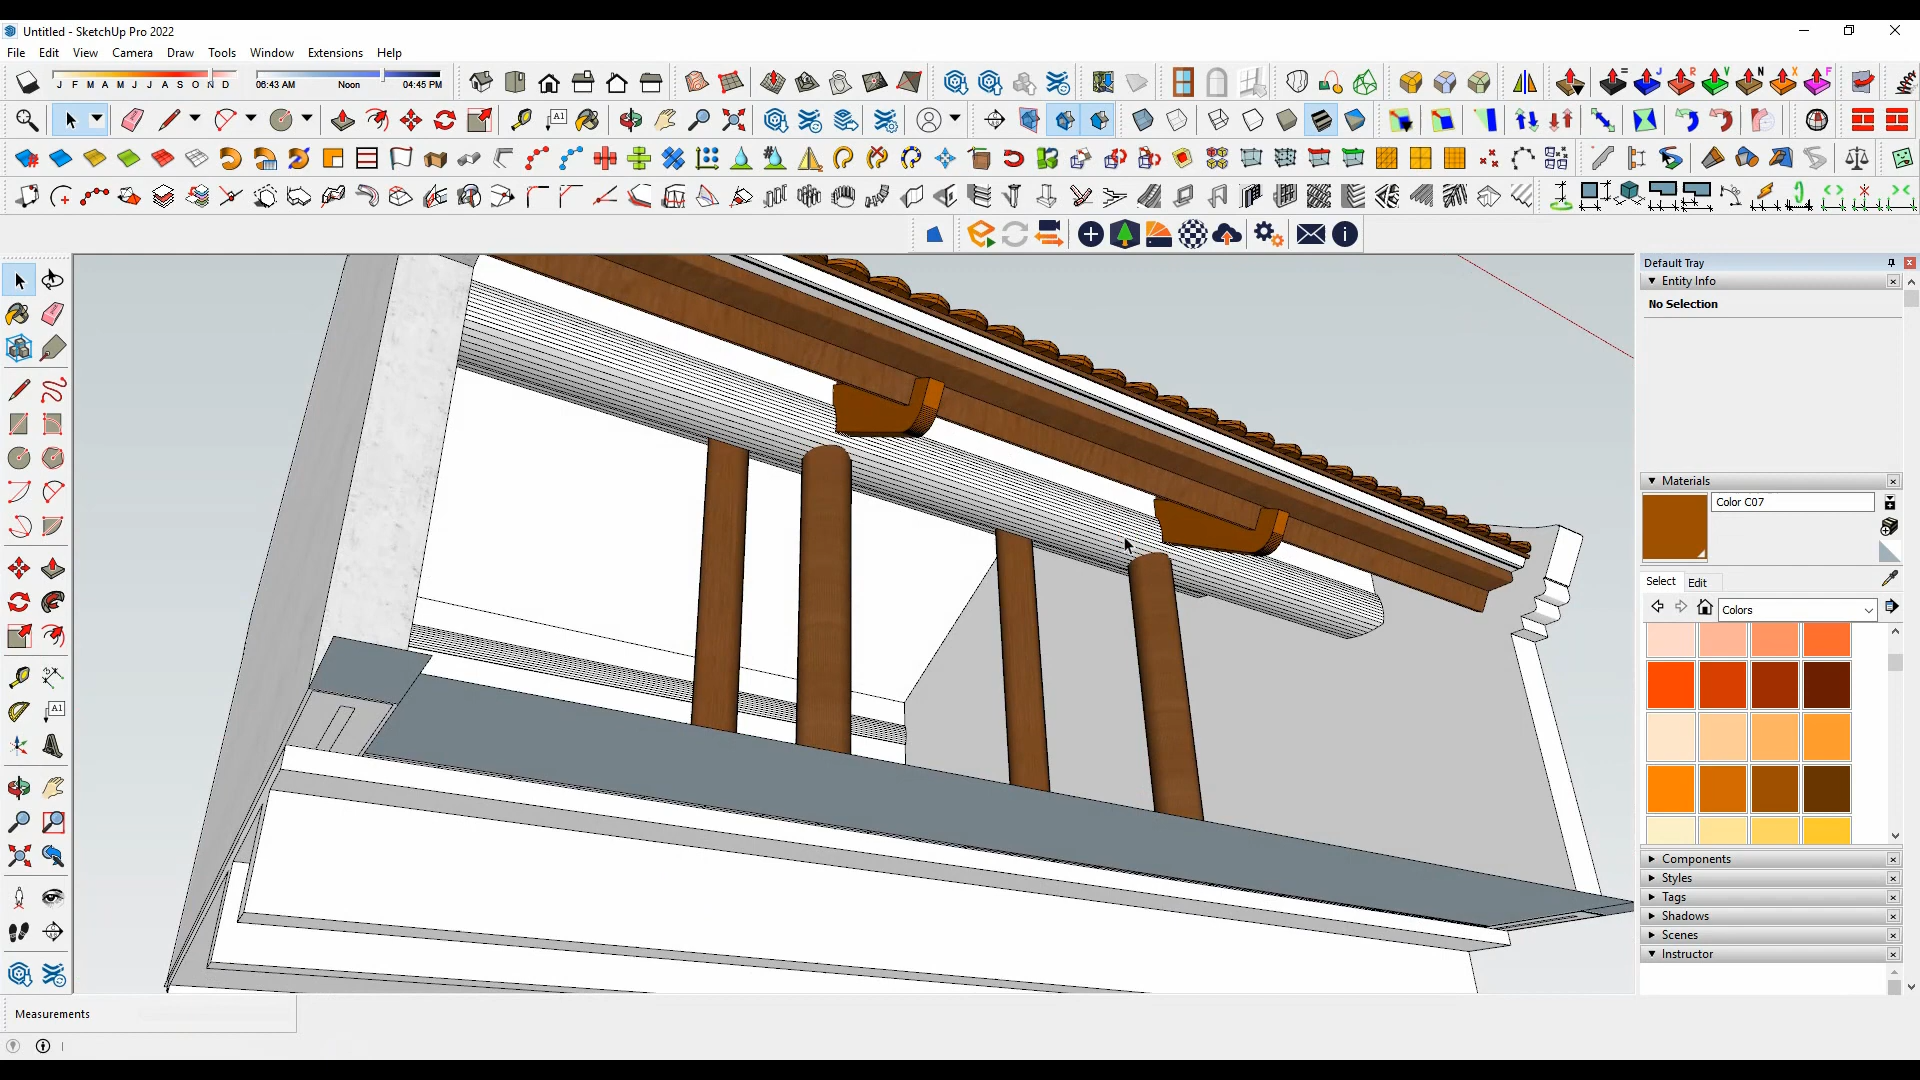 Untitled - SketchUp Pro 2022
File Edit View Camera Draw Tools Window Extensions Help
J F M A M J J A S O N D
06:43 AM Noon 04:45 PM
A1
Default Tray
Entity Info
No Selection
Materials
Color C07
Select Edit
Colors
A1
Components
Styles
Tags
Shadows
Scenes
Instructor
Measurements